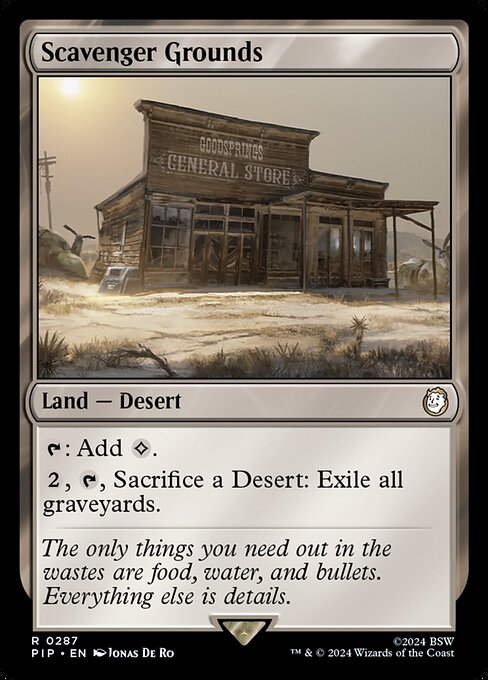 Scavenger Grounds
GOODSPRINGS
GENERAL STORE
Land — Desert
: Add .
2, , Sacrifice a Desert: Exile all
graveyards.
The only things you need out in the
wastes are food, water, and bullets.
Everything else is details.
R 0287
PIP • EN Jonas De Ro
©2024 BSW
™ & © 2024 Wizards of the Coast